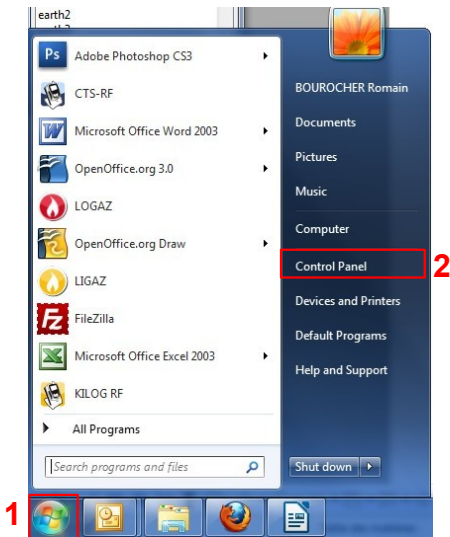 earth2
Ps Adobe Photoshop CS3
CTS-RF
Microsoft Office Word 2003
OpenOffice.org 3.0
LOGAZ
OpenOffice.org Draw
LIGAZ
Fz FileZilla
Microsoft Office Excel 2003
KILOG RF
All Programs
Search programs and files
BOUROCHER Romain
Documents
Pictures
Music
Computer
Control Panel
2
Devices and Printers
Default Programs
Help and Support
Shut down
1